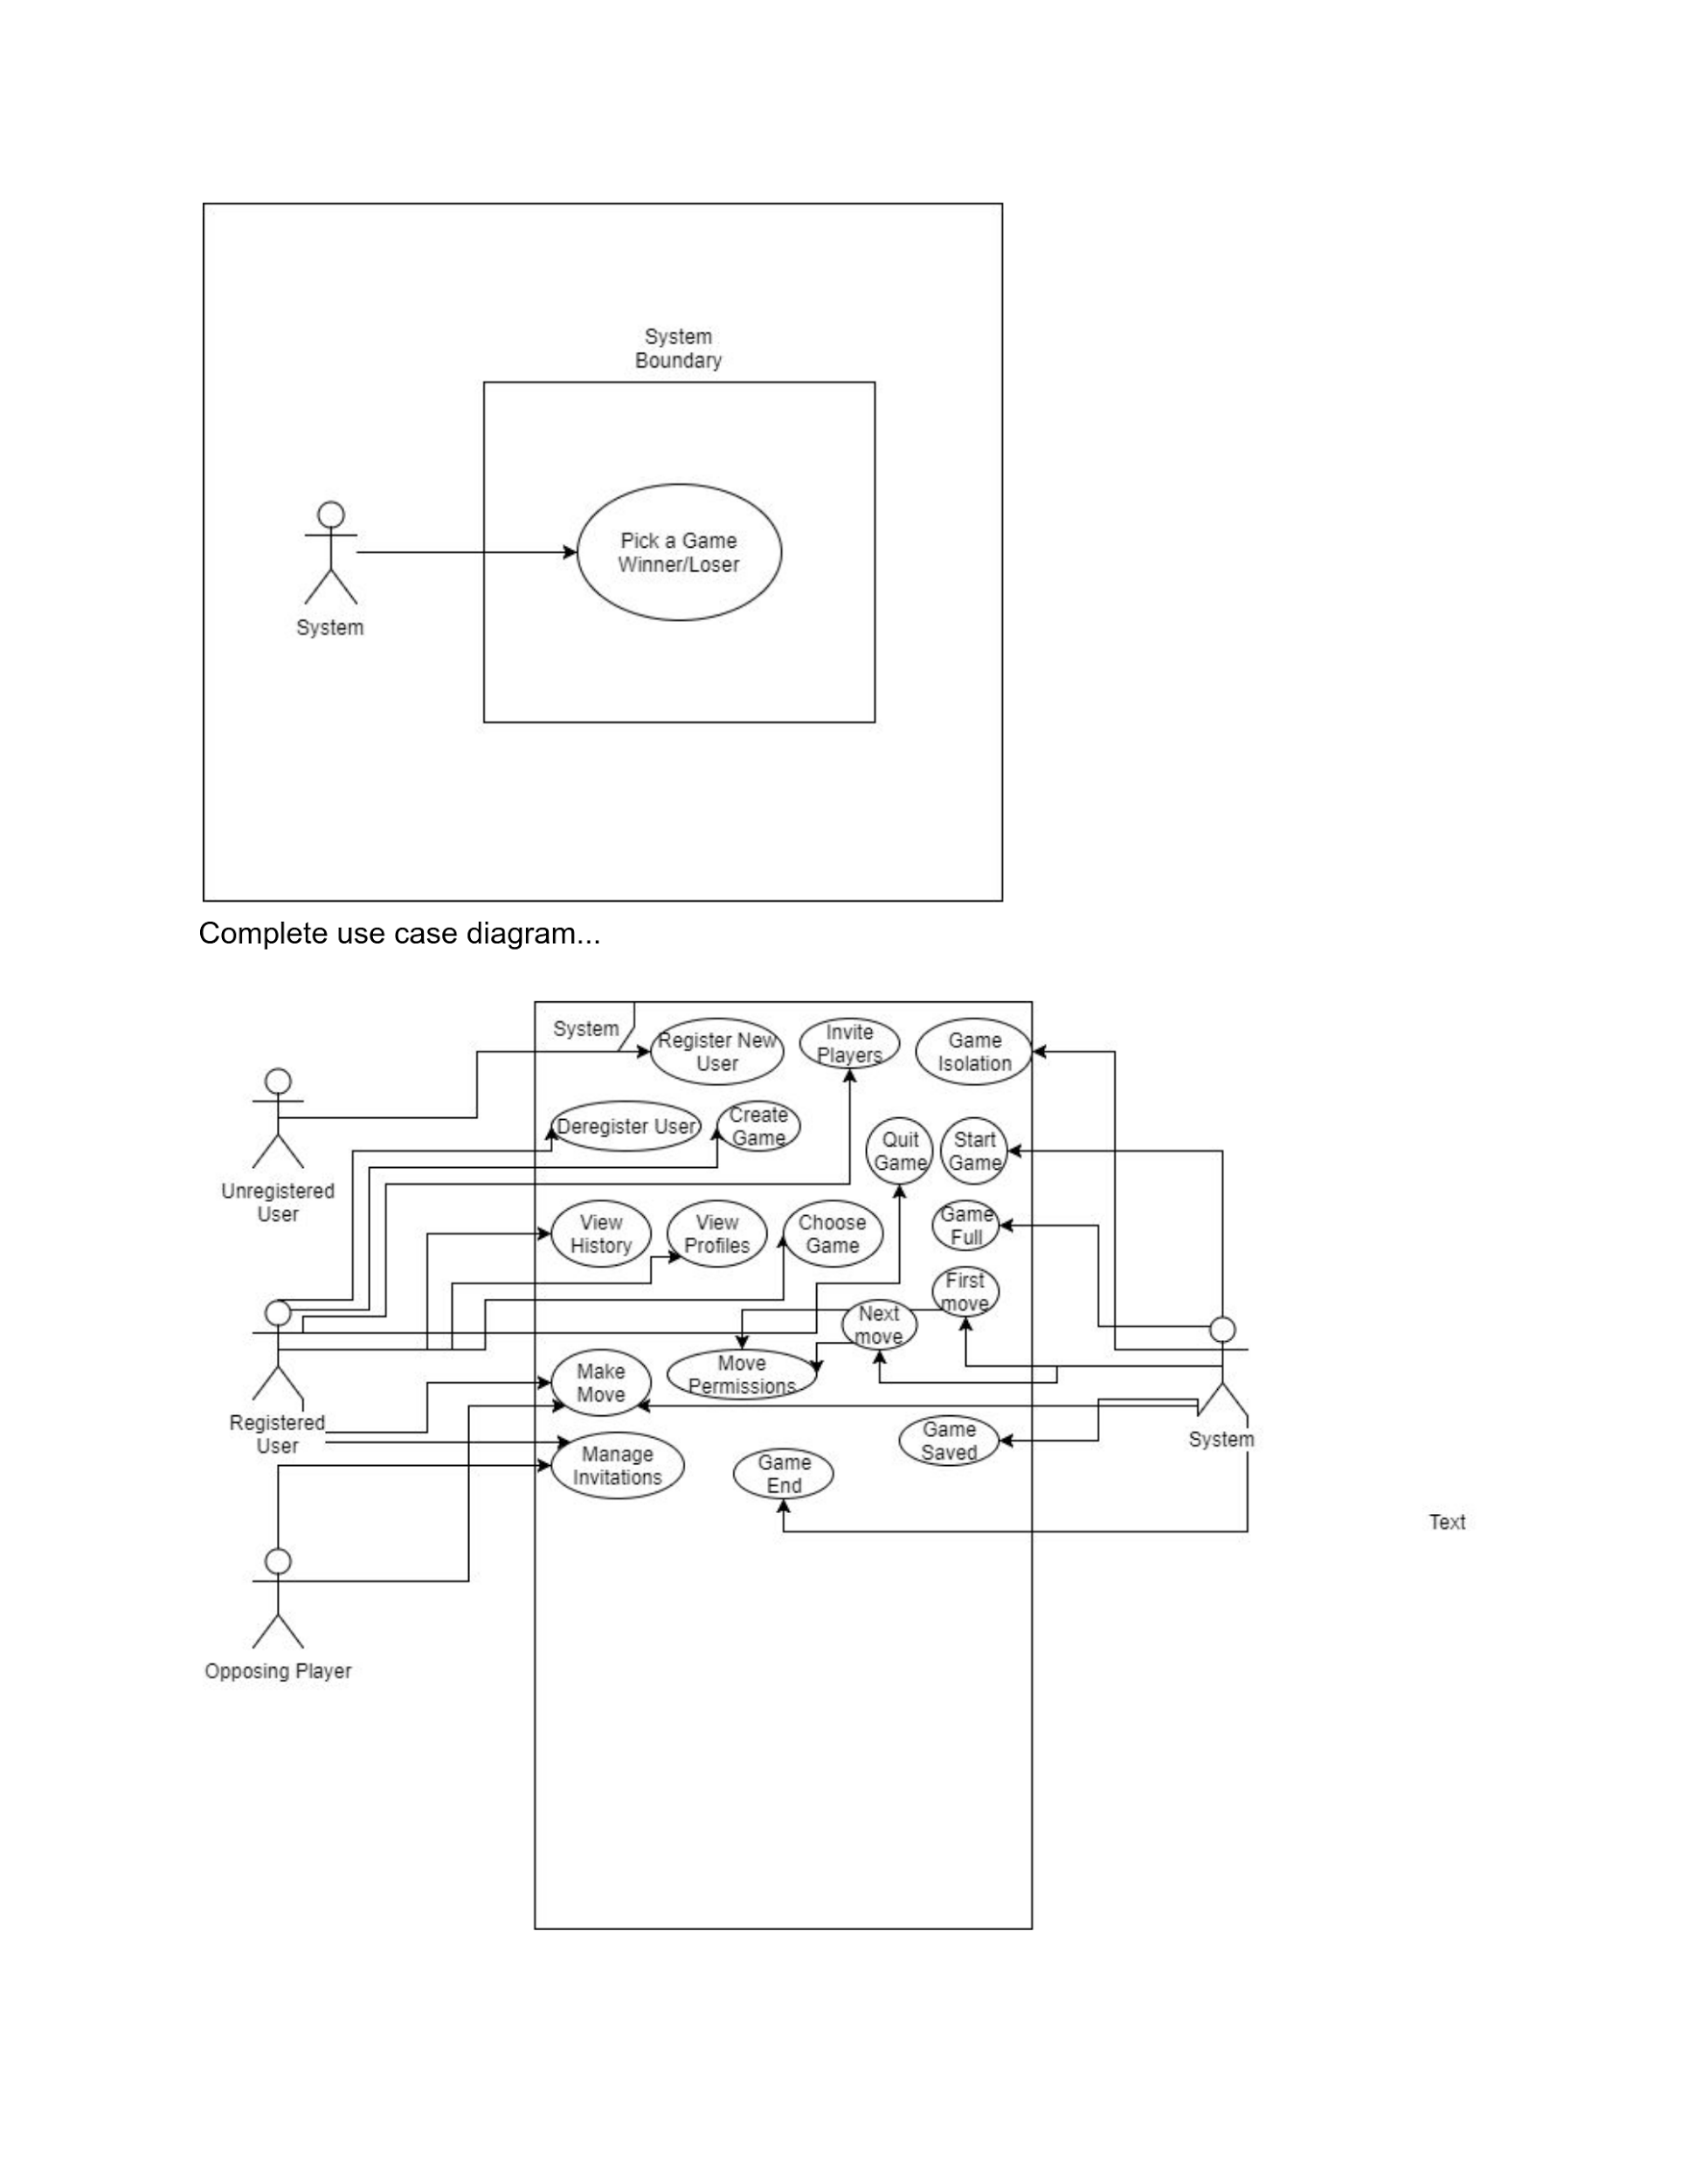 System
Boundary
Pick a Game
Winner/Loser
System
Complete use case diagram...
System
Register New
User
Invite
Players
Game
Isolation
Deregister User
Create
Game
Quit
Game
Start
Game
Unregistered
User
View
History
View
Profiles
Choose
Game
Game
Full
First
move
Next
move
Make
Move
Move
Permissions
Registered
User
Game
Saved
System
Manage
Invitations
Game
End
Text
Opposing Player